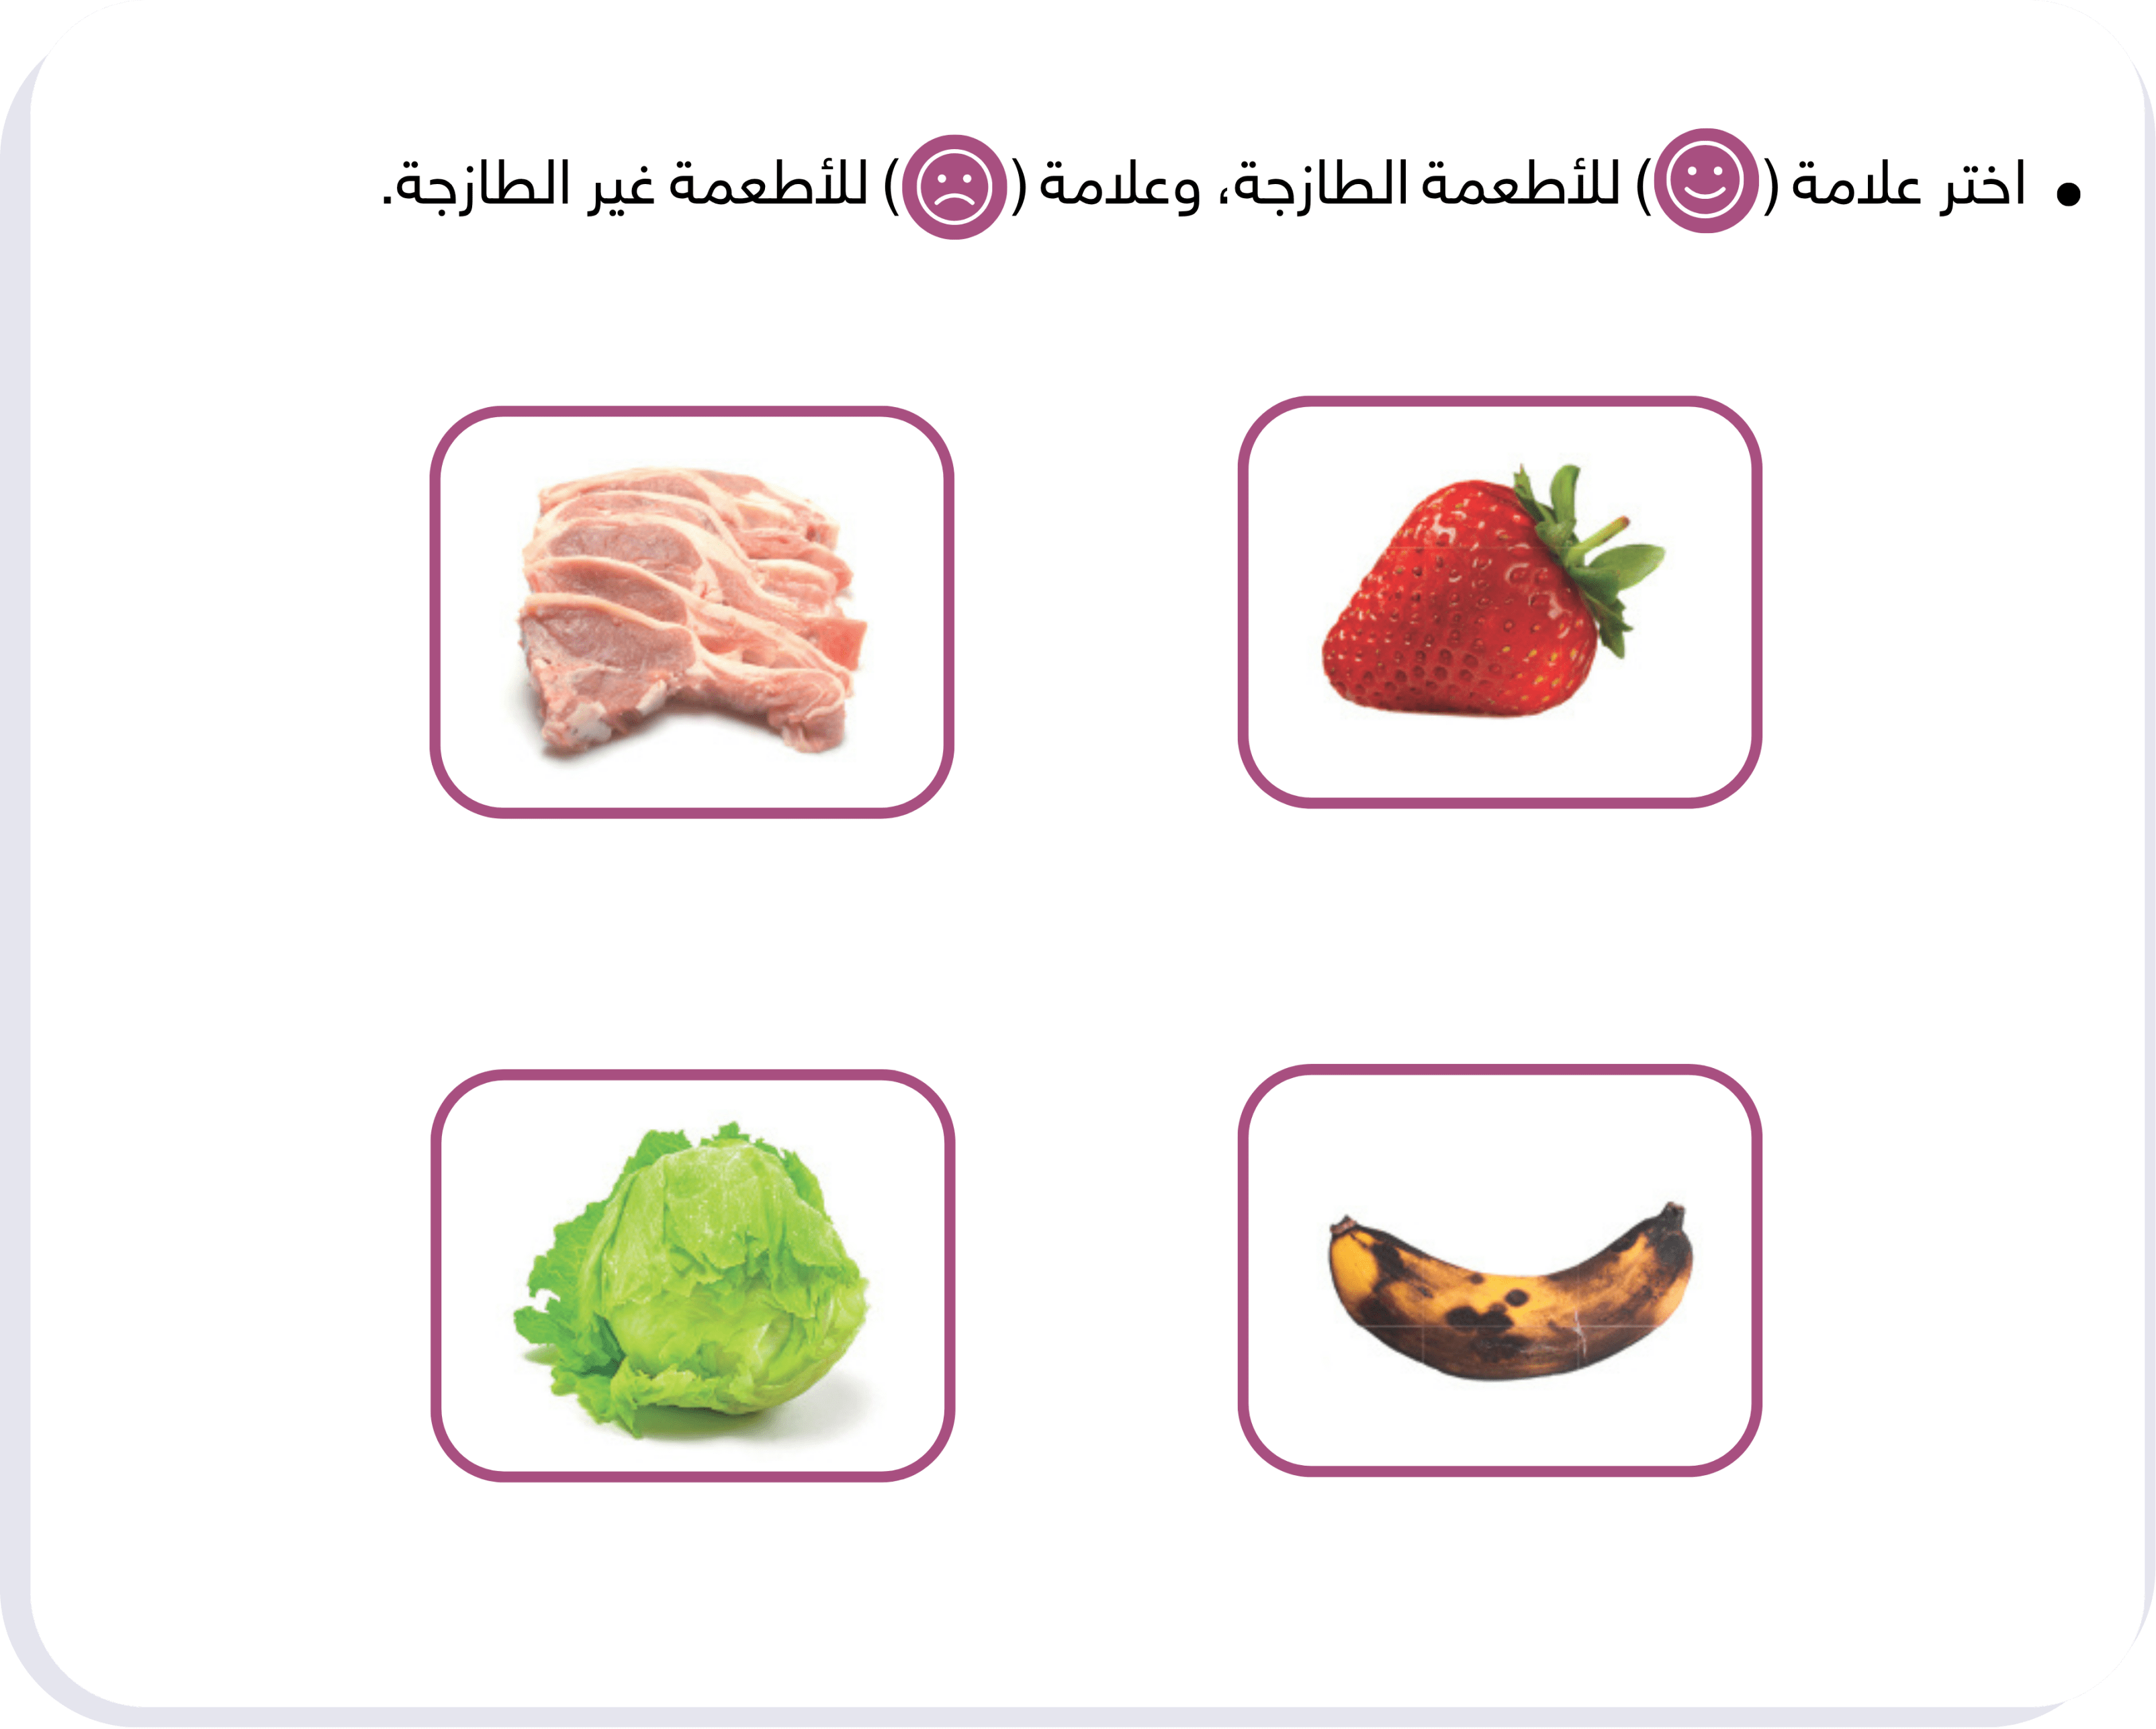 • اختر علامة () للأطعمة الطازجة، وعلامة () للأطعمة غير الطازجة.